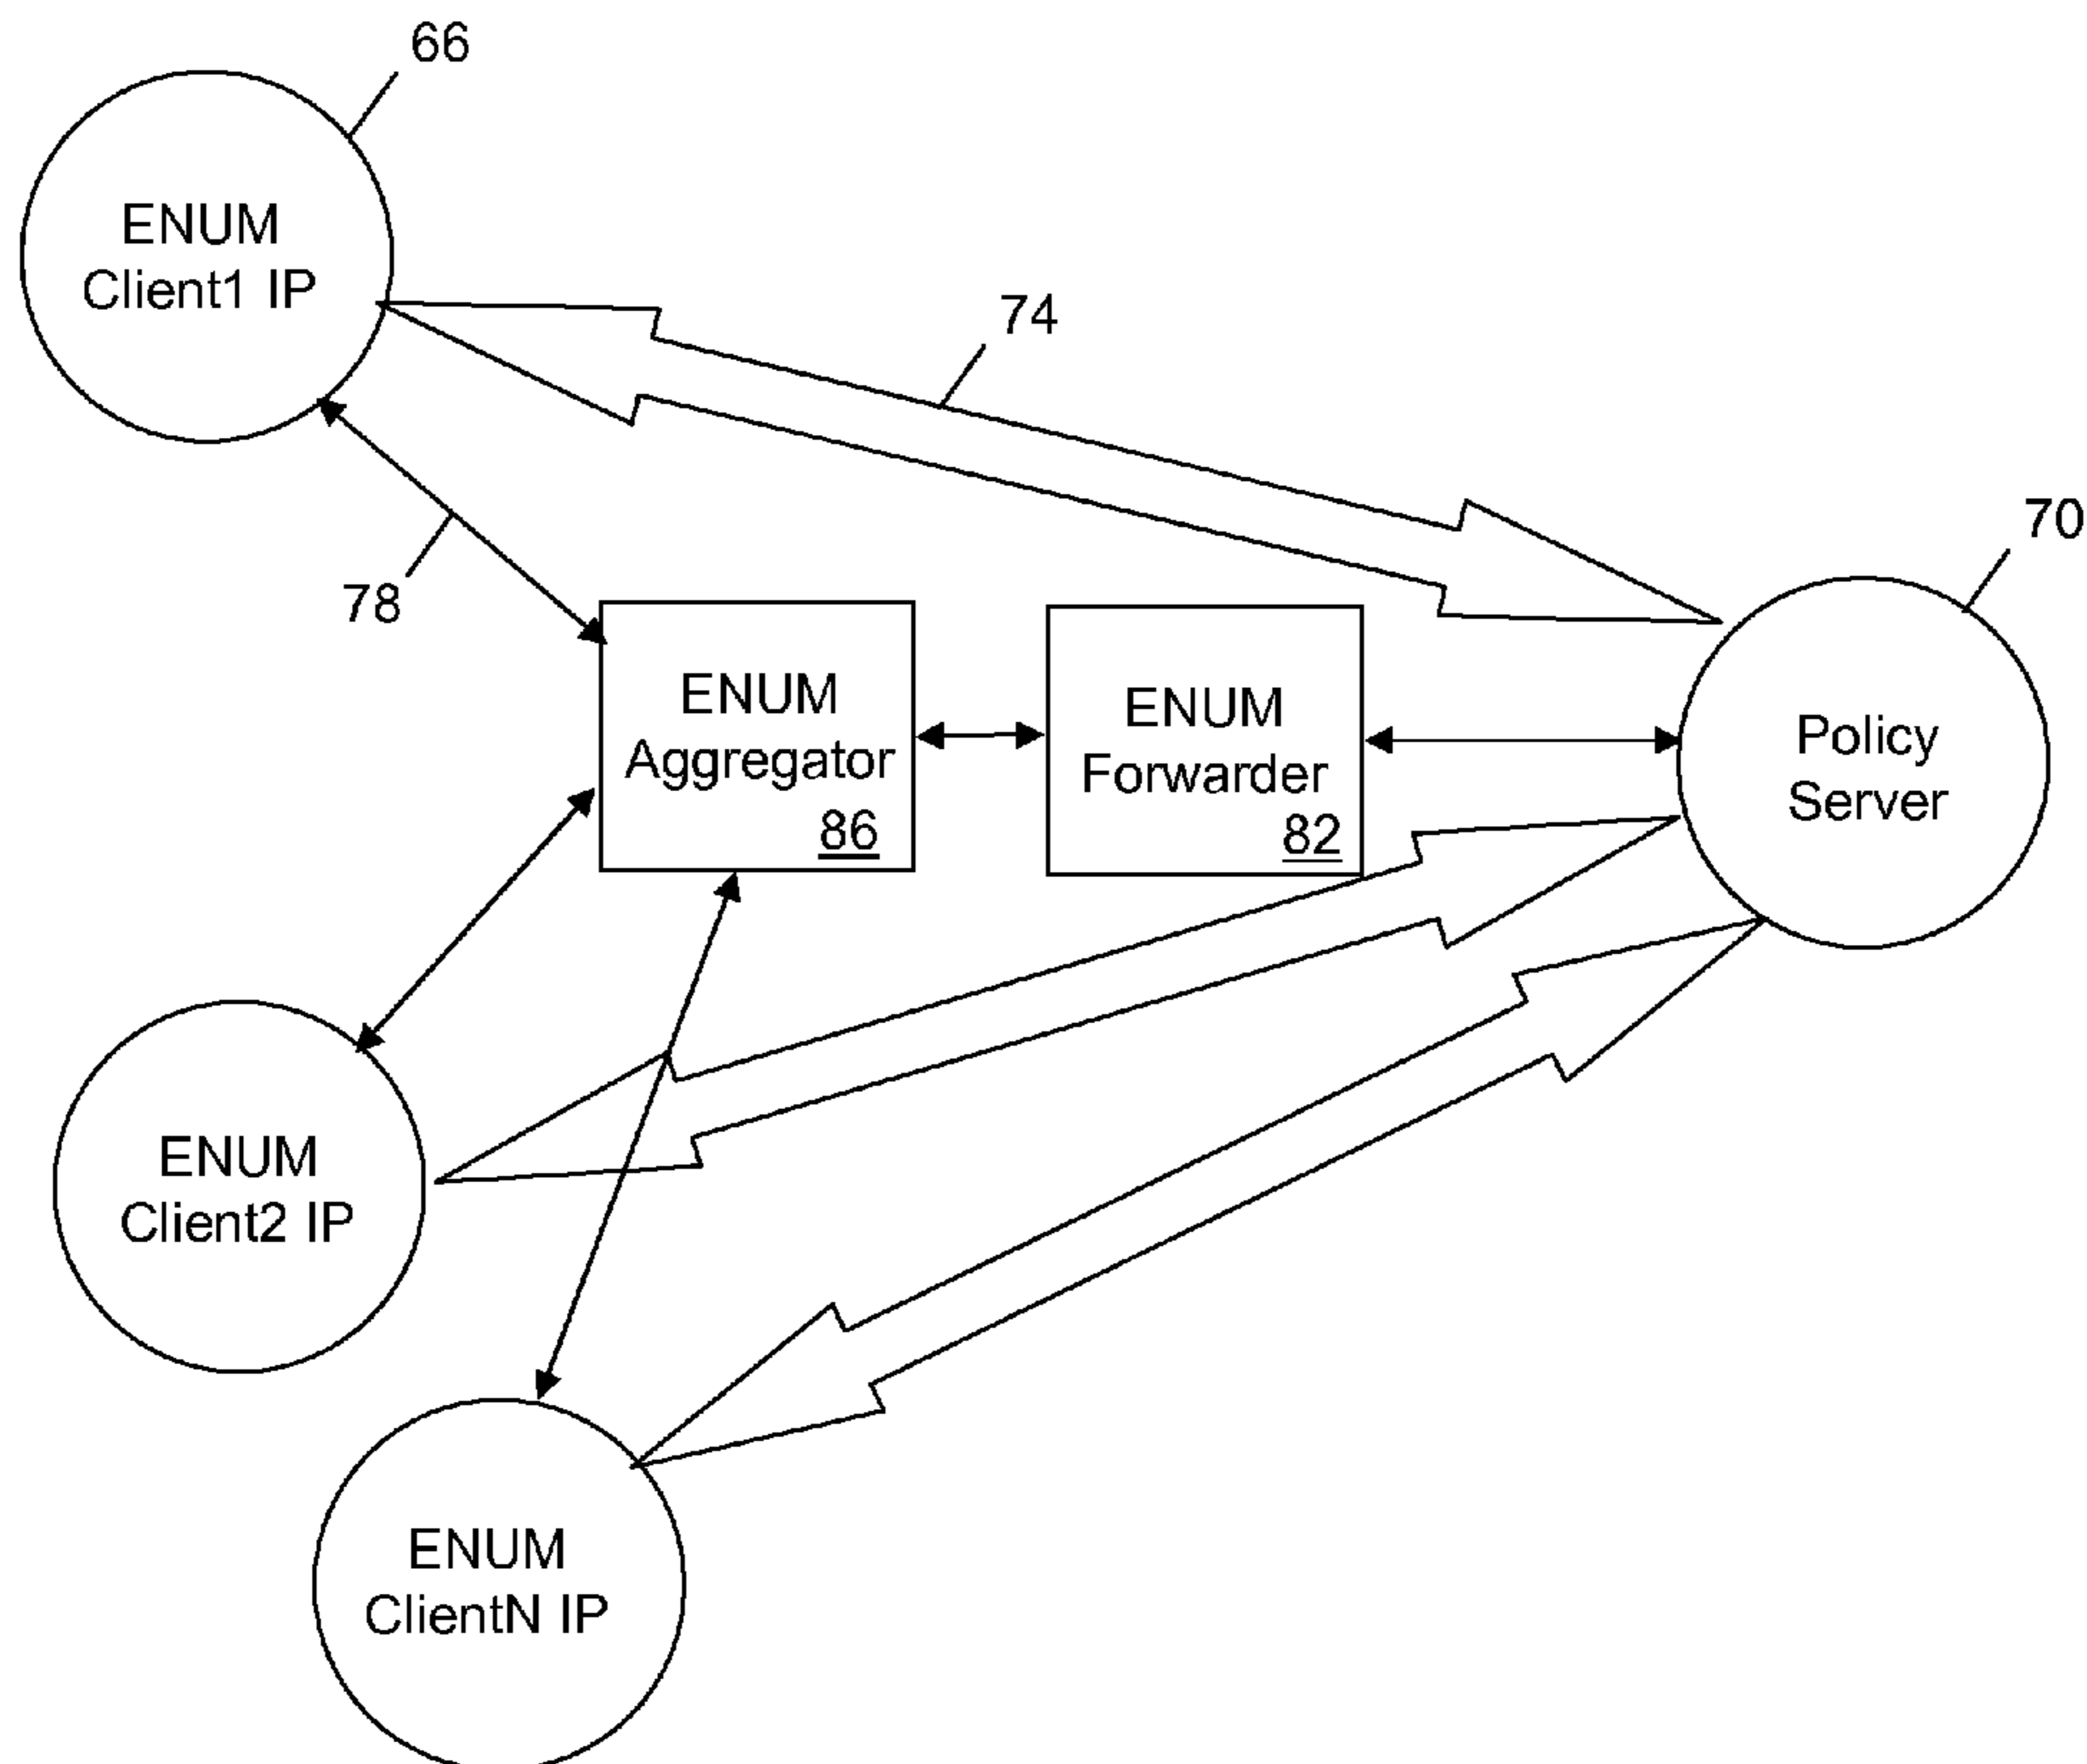 66
ENUM
Client1 IP
74
70
78
ENUM
Aggregator
86
ENUM
Forwarder
82
Policy
Server
ENUM
Client2 IP
ENUM
ClientN IP